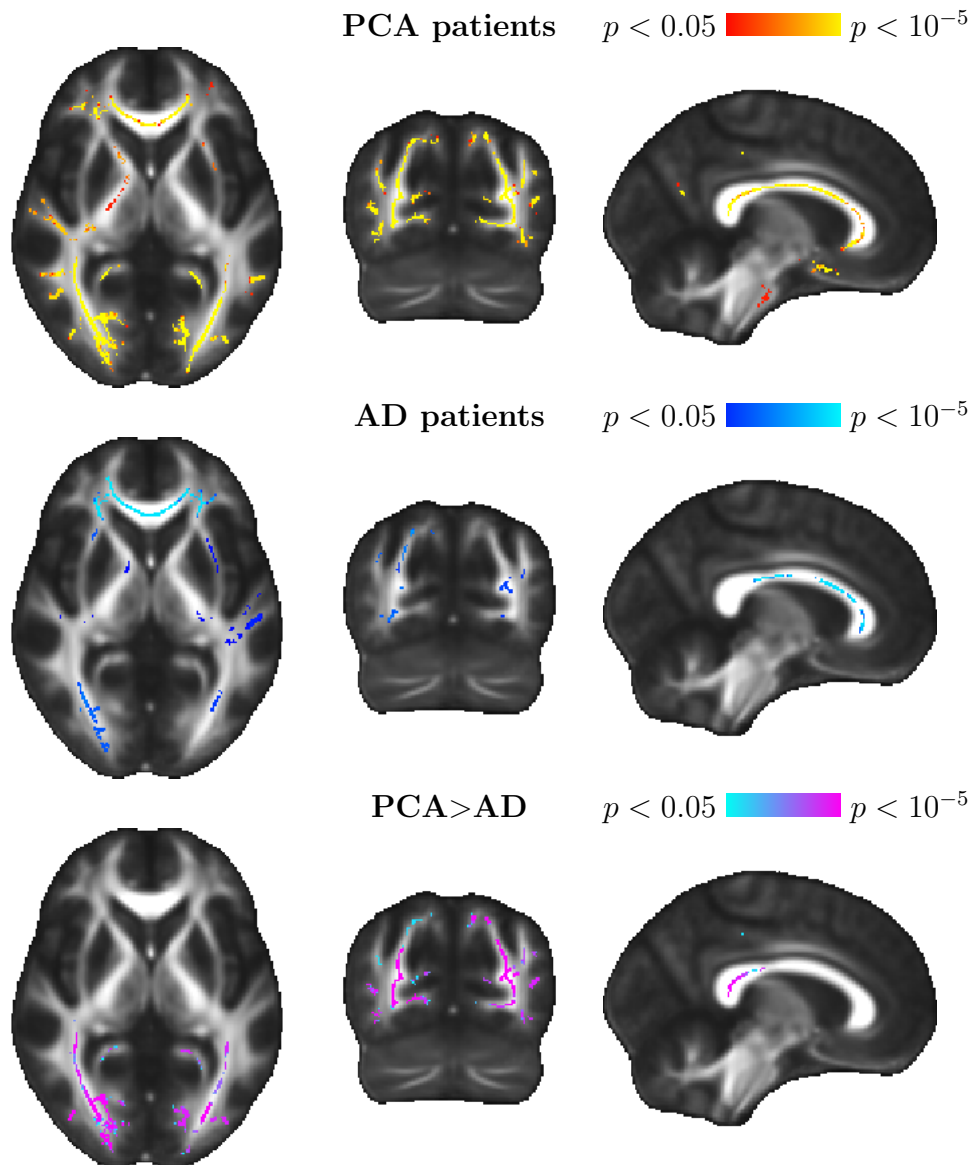 PCA patients p < 0.05 p < 10⁻⁵
AD patients p < 0.05 p < 10⁻⁵
PCA>AD p < 0.05 p < 10⁻⁵